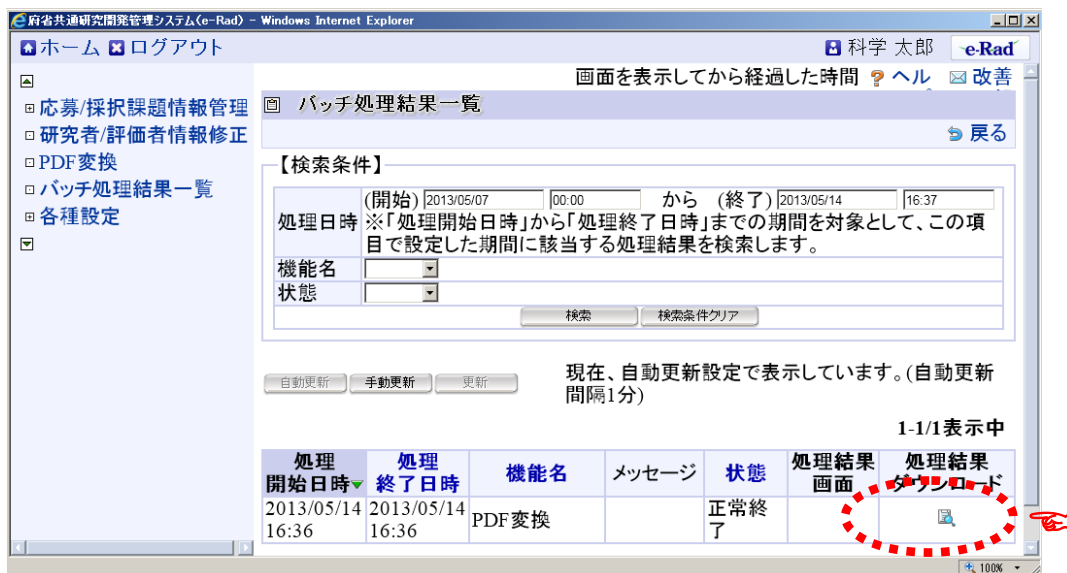 府省共通研究開発管理システム(e-Rad) - Windows Internet Explorer
ホーム ログアウト 科学 太郎 e-Rad
画面を表示してから経過した時間 ヘル 改善
応募/採択課題情報管理
研究者/評価者情報修正
PDF変換
バッチ処理結果一覧
各種設定
バッチ処理結果一覧
戻る
【検索条件】
処理日時 (開始) 2013/05/07 00:00 から (終了) 2013/05/14 16:37
※「処理開始日時」から「処理終了日時」までの期間を対象として、この項
目で設定した期間に該当する処理結果を検索しま
す。
機能名
状態
検索 検索条件クリア
自動更新 手動更新 更新
現在、自動更新設定で表示しています。(自動更新
間隔1分)
1-1/1表示中
処理
開始日時▼
処理
終了日時
機能名
メッセージ
状態
処理結果
画面
処理結果
ダウンロード
2013/05/14
16:36
2013/05/14
16:36
PDF変換
正常終
了
100%